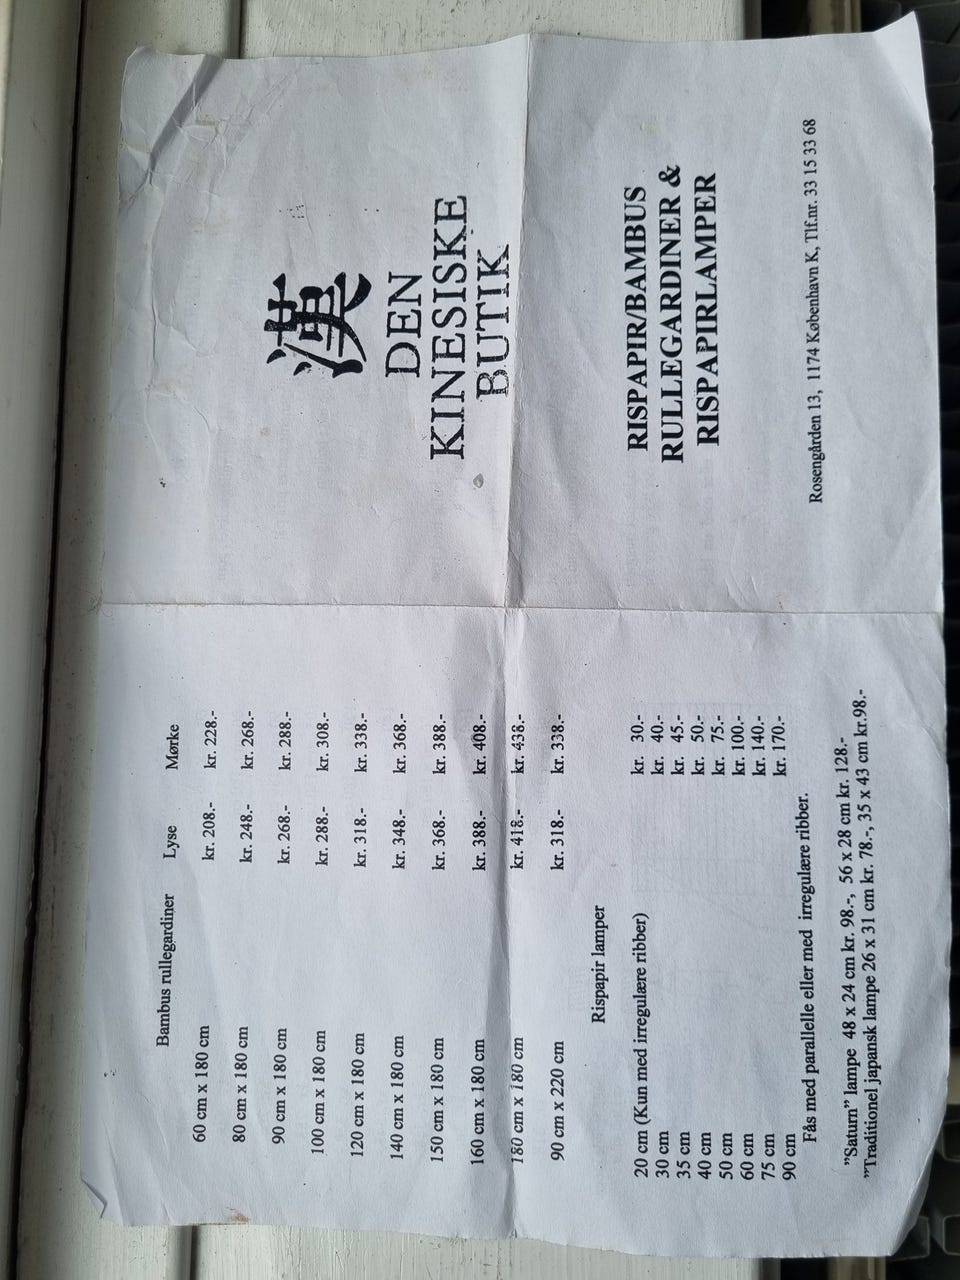 Bambus rullegardiner Lyse Mørke
60 cm x 180 cm kr. 208.- kr. 228.-
80 cm x 180 cm kr. 248.- kr. 268.-
90 cm x 180 cm kr. 268.- kr. 288.-
100 cm x 180 cm kr. 288.- kr. 308.-
120 cm x 180 cm kr. 318.- kr. 338.-
140 cm x 180 cm kr. 348.- kr. 368.-
150 cm x 180 cm kr. 368.- kr. 388.-
160 cm x 180 cm kr. 388.- kr. 408.-
180 cm x 180 cm kr. 418.- kr. 438.-
90 cm x 220 cm kr. 318.- kr. 338.-
Rispapir lamper
20 cm (Kun med irregulære ribber) kr. 30.-
30 cm kr. 40.-
35 cm kr. 45.-
40 cm kr. 50.-
50 cm kr. 75.-
60 cm kr. 100.-
75 cm kr. 140.-
90 cm kr. 170.-
Fås med parallelle eller med irregulære ribber.
”Saturn” lampe 48 x 24 cm kr. 98.-, 56 x 28 cm kr. 128.-
”Traditionel japansk lampe 26 x 31 cm kr. 78.-, 35 x 43 cm kr.98.-
漢
DEN
KINESISKE
BUTIK
RISPAPIR/BAMBUS
RULLEGARDINER &
RISPAPIRLAMPER
Rosengården 13, 1174 København K, Tlf.nr. 33 15 33 68